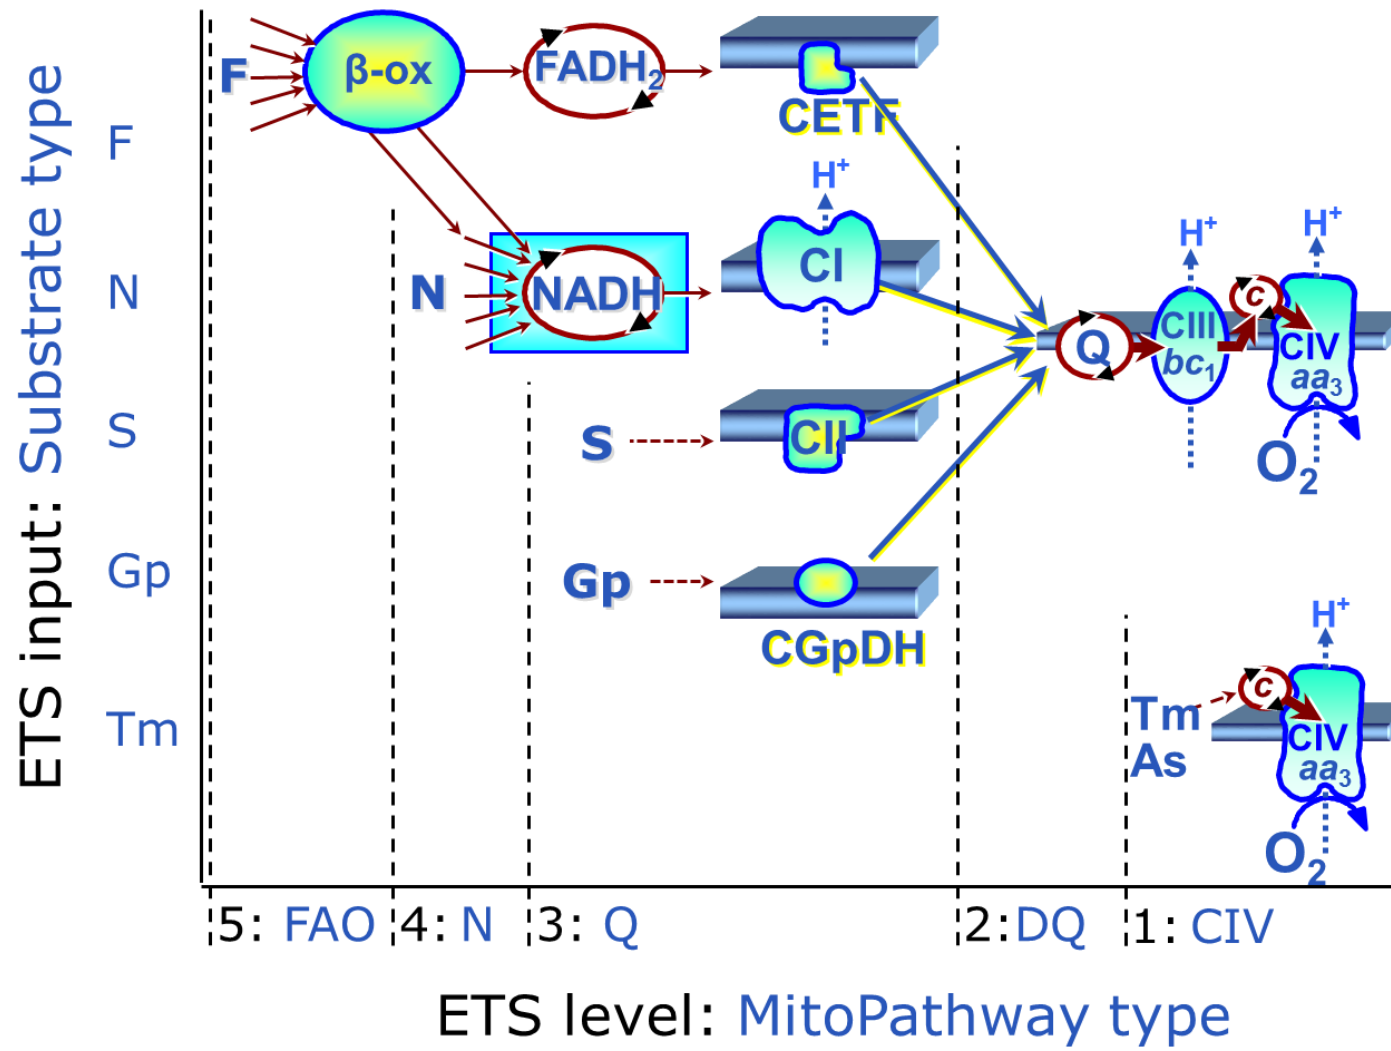 ETS input: Substrate type
F
N
S
Gp
Tm
F
β-ox
FADH2
CETF
N
NADH
H+
CI
S
CII
Gp
CGpDH
Q
H+
CIII
bc1
c
H+
CIV
aa3
O2
Tm
As
c
H+
CIV
aa3
O2
5: FAO
4: N
3: Q
2:DQ
1: CIV
ETS level: MitoPathway type